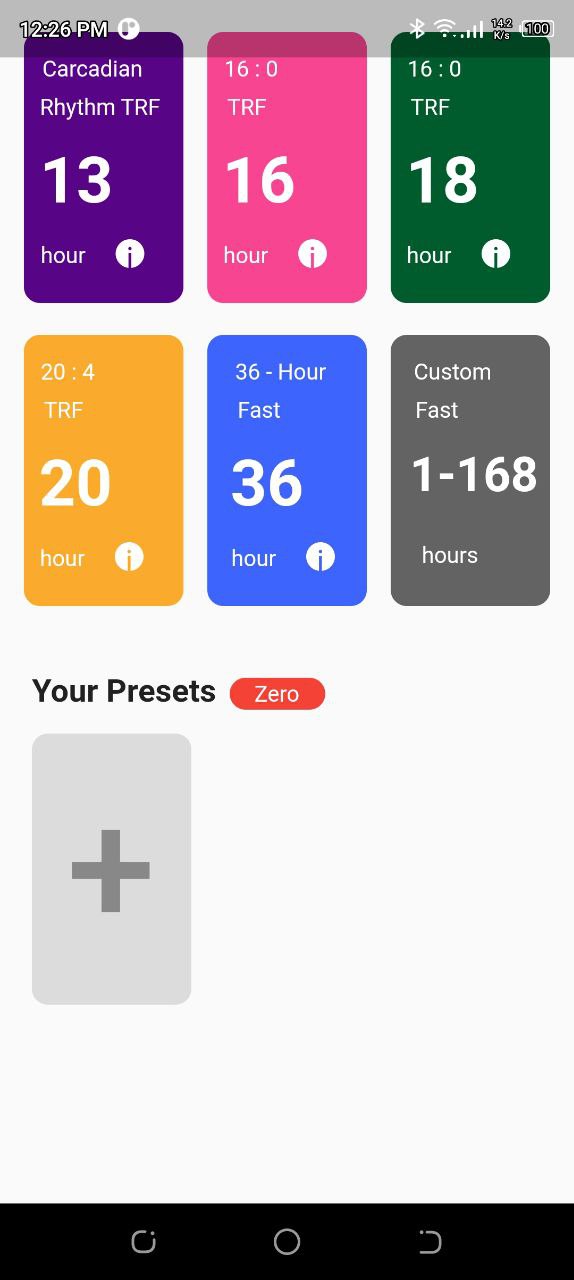 12:26 PM 14.2 K/s 100
Carcadian
Rhythm TRF
13
hour i
16 : 0
TRF
16
hour i
16 : 0
TRF
18
hour i
20 : 4
TRF
20
hour i
36 - Hour
Fast
36
hour i
Custom
Fast
1-168
hours
Your Presets Zero